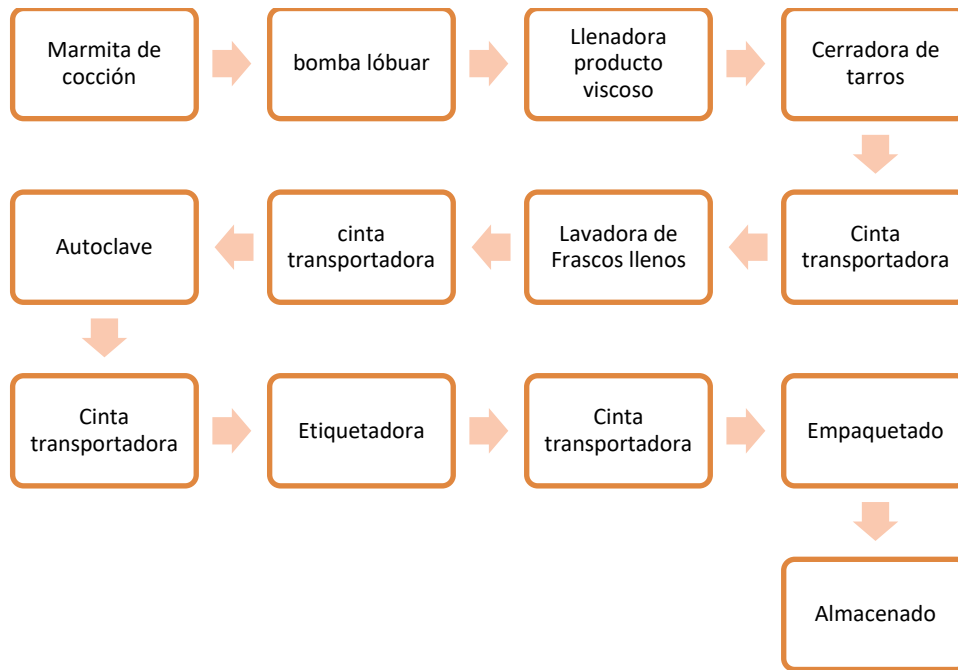 Marmita de
cocción
bomba lóbuar
Llenadora
producto
viscoso
Cerradora de
tarros
Cinta
transportadora
Lavadora de
Frascos llenos
cinta
transportadora
Autoclave
Cinta
transportadora
Etiquetadora
Cinta
transportadora
Empaquetado
Almacenado